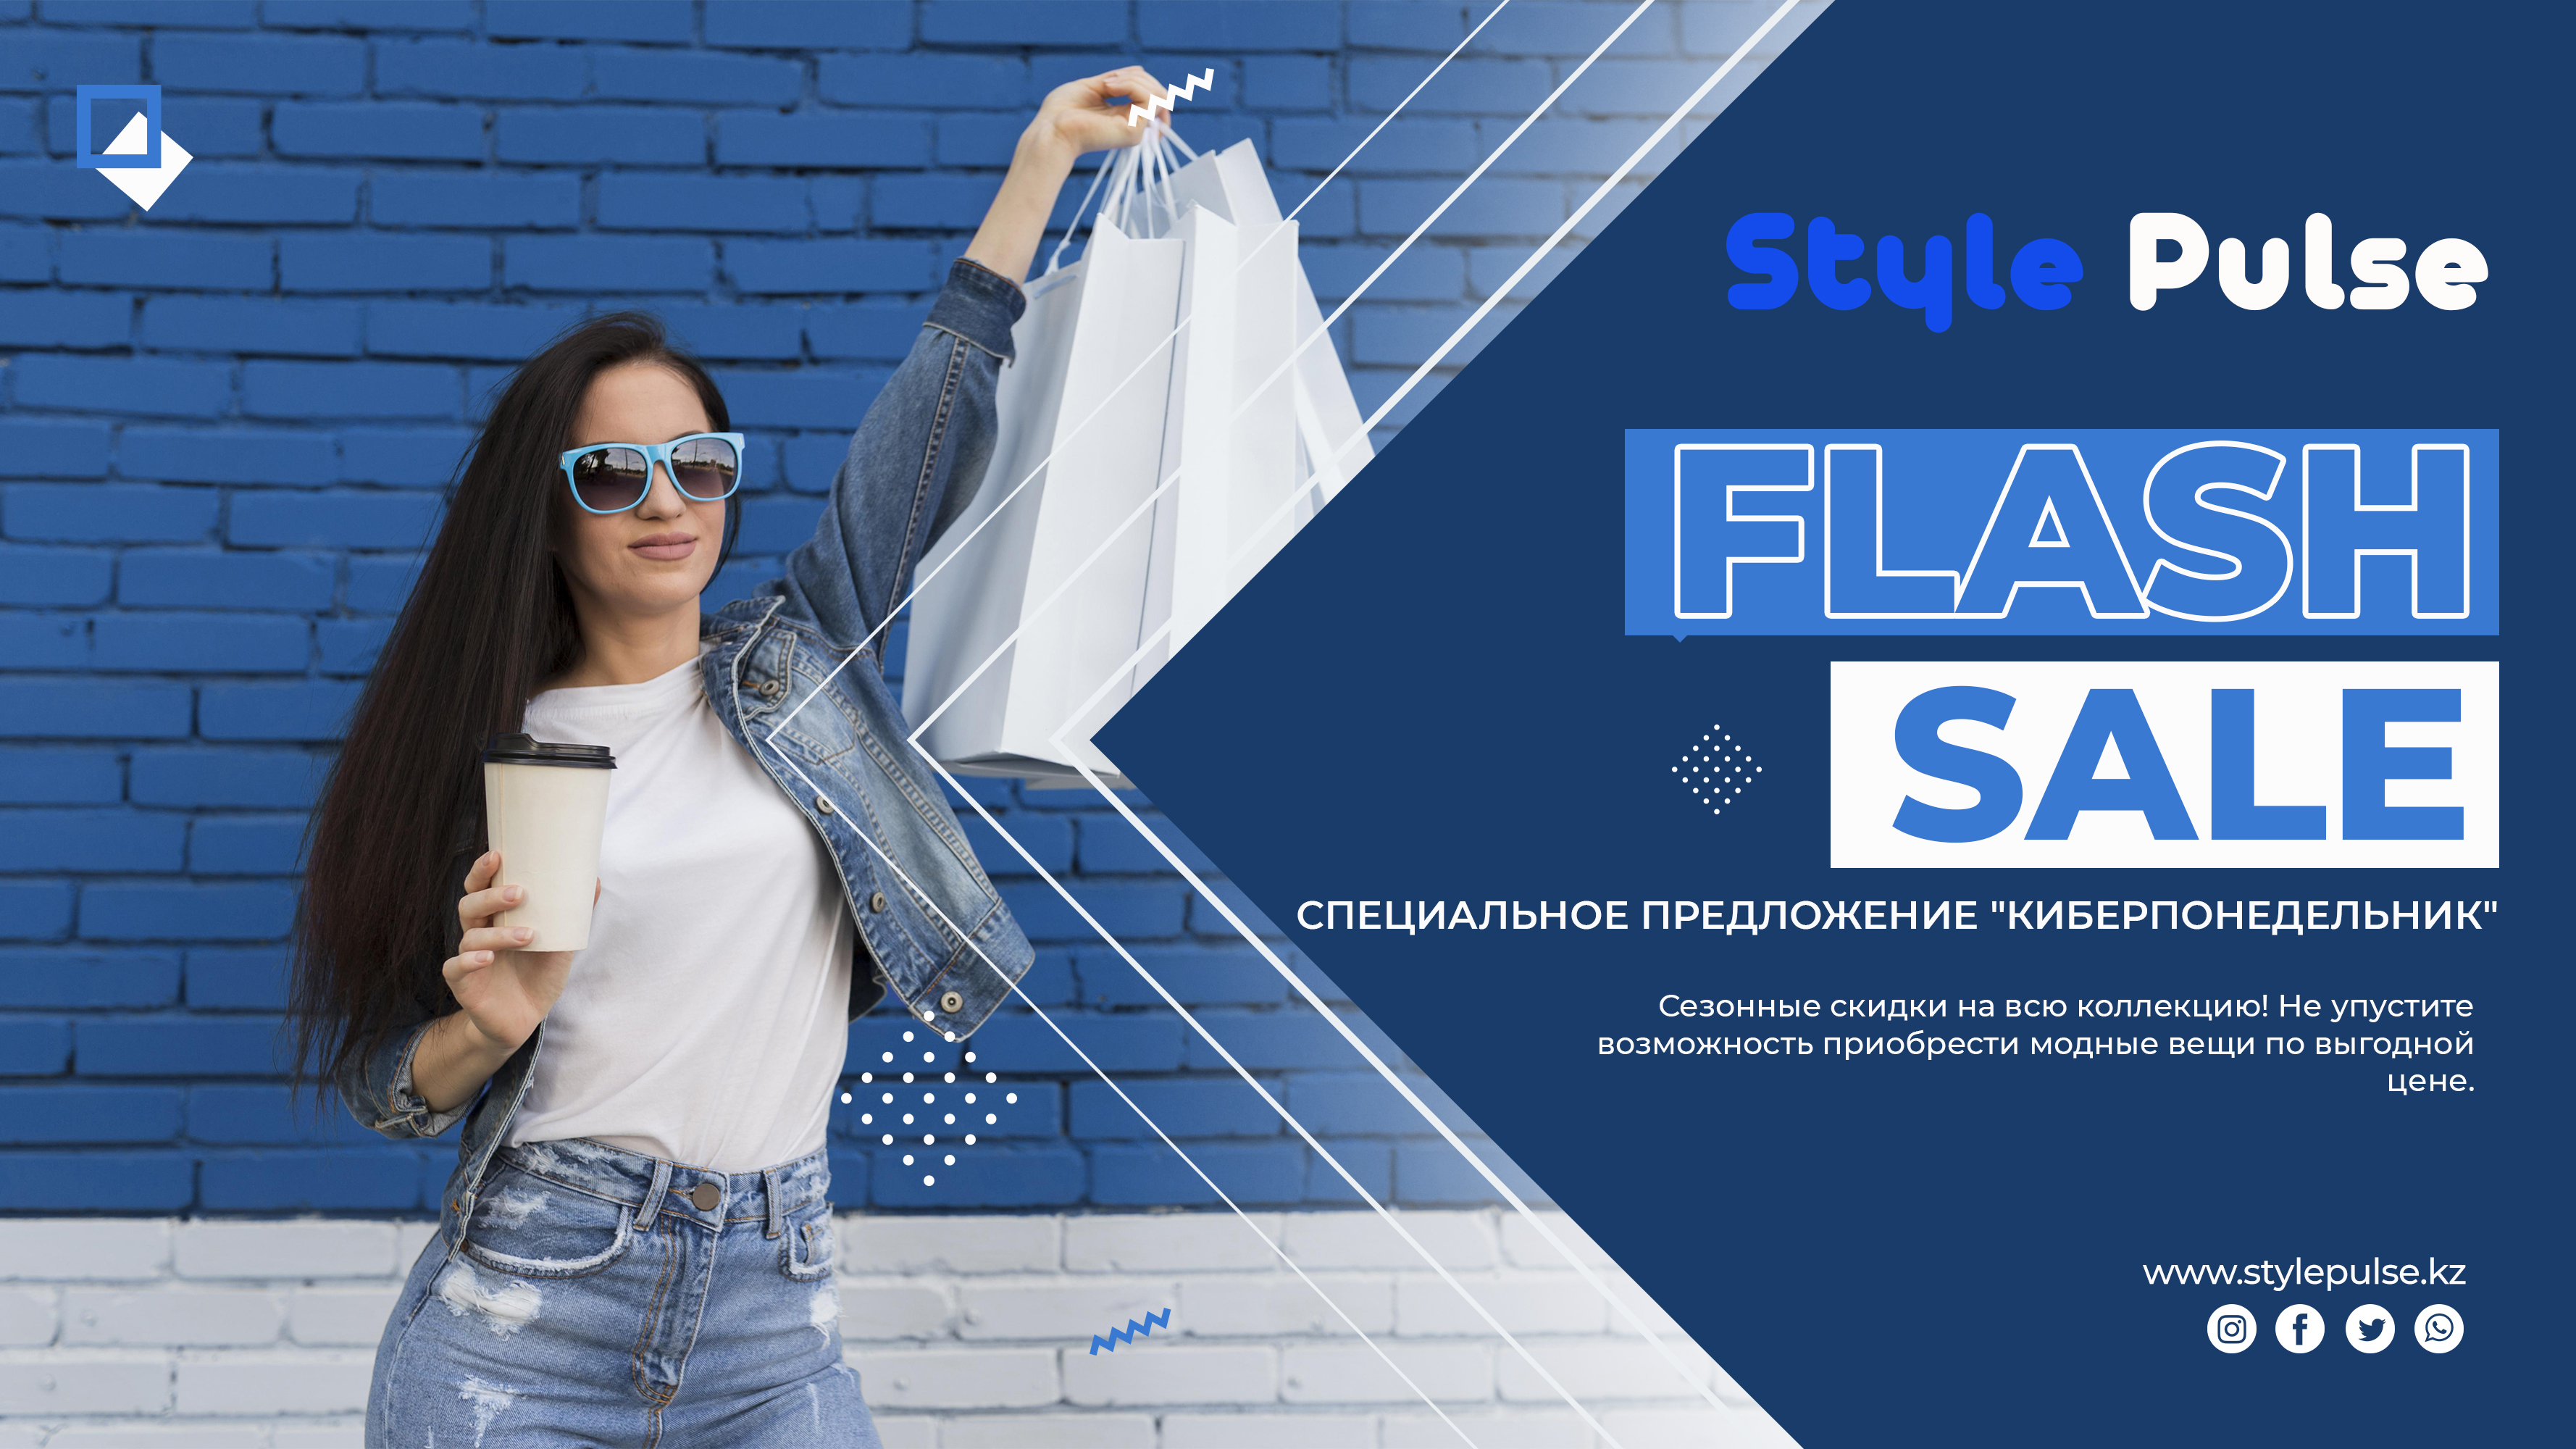 Style Pulse
FLASH
SALE
СПЕЦИАЛЬНОЕ ПРЕДЛОЖЕНИЕ "КИБЕРПОНЕДЕЛЬНИК"
Сезонные скидки на всю коллекцию! Не упустите
возможность приобрести модные вещи по выгодной
цене.
www.stylepulse.kz